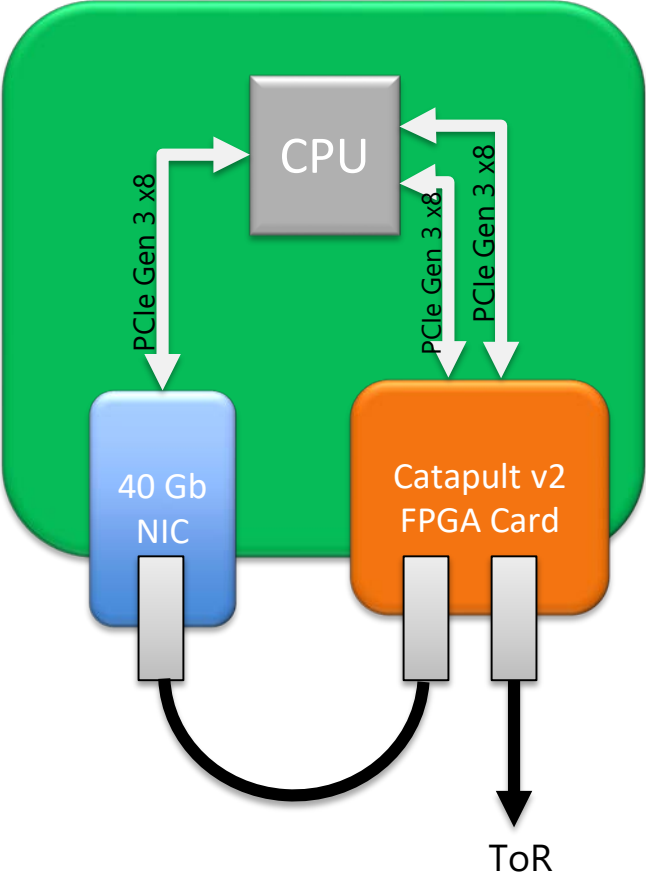 CPU
PCIe Gen 3 x8
PCIe Gen 3 x8
PCIe Gen 3 x8
40 Gb
NIC
Catapult v2
FPGA Card
ToR